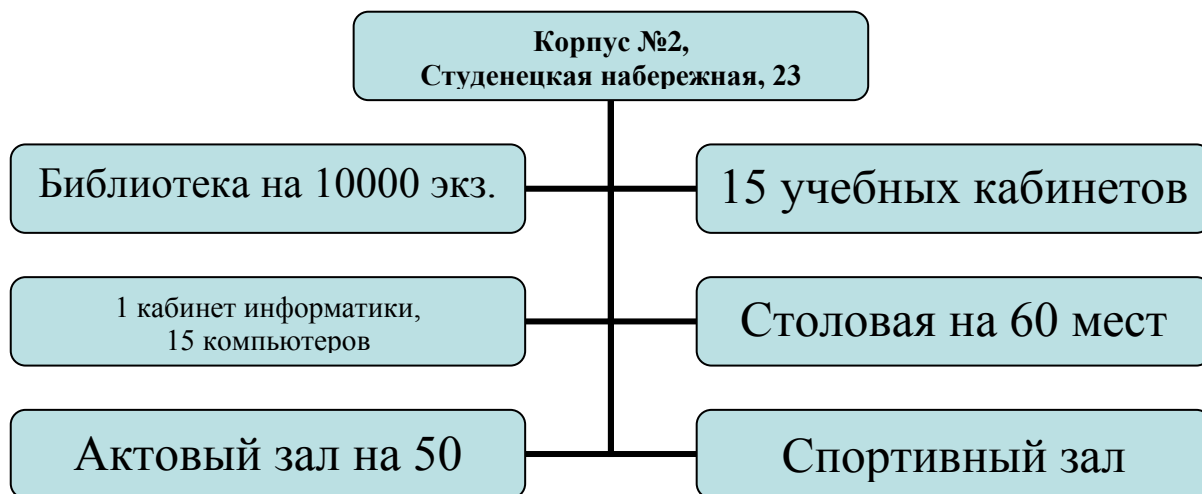 Корпус №2,
Студенецкая набережная, 23
Библиотека на 10000 экз.
15 учебных кабинетов
1 кабинет информатики,
15 компьютеров
Столовая на 60 мест
Актовый зал на 50
Спортивный зал